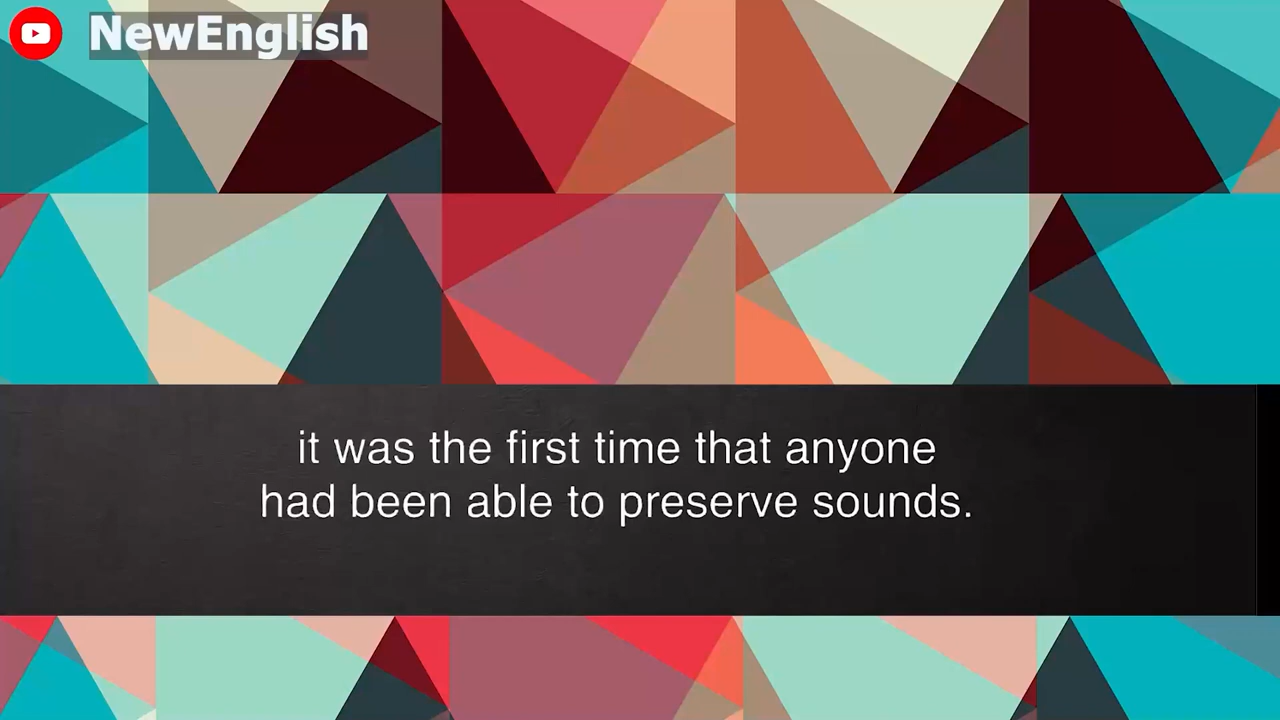 NewEnglish
it was the first time that anyone
had been able to preserve sounds.